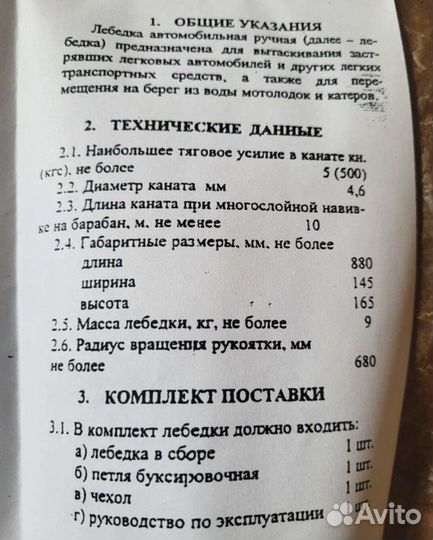 1. ОБЩИЕ УКАЗАНИЯ
Лебедка автомобильная ручная (далее – ле-
бедка) предназначена для вытаскивания заст-
рявших легковых автомобилей и других легких
транспортных средств, а также для пере-
мещения на берег из воды мотолодок и катеров.
2. ТЕХНИЧЕСКИЕ ДАННЫЕ
2.1. Наибольшее тяговое усилие в канате кн.
(кгс), не более 5 (500)
2.2. Диаметр каната мм 4,6
2.3. Длина каната при многослойной навив-
ке на барабан, м. не менее 10
2.4. Габаритные размеры, мм, не более
длина 880
ширина 145
высота 165
2.5. Масса лебедки, кг, не более 9
2.6. Радиус вращения рукоятки, мм
не более 680
3. КОМПЛЕКТ ПОСТАВКИ
3.1. В комплект лебедки должно входить:
а) лебедка в сборе 1 шт.
б) петля буксировочная 1 шт.
в) чехол 1 шт.
г) руководство по эксплуатации шт.
Avito